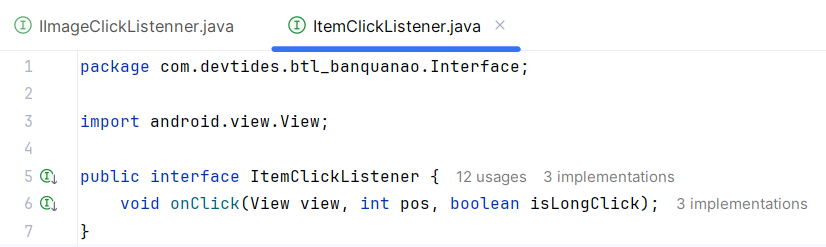 IImageClickListenner.java ItemClickListener.java
1 package com.devtides.btl_banquanao.Interface;
2
3 import android.view.View;
4
5 public interface ItemClickListener { 12 usages 3 implementations
6 void onClick(View view, int pos, boolean isLongClick); 3 implementations
7 }